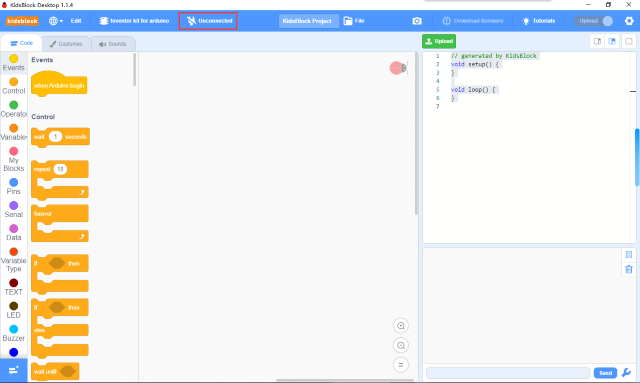 KidsBlock Desktop 1.1.4
kidsblock
Edit
Inventor kit for arduino
Unconnected
KidsBlock Project
File
Download firmware
Tutorials
Upload
Code
Costumes
Sounds
Upload
Events
Control
Operator
Variables
My
Blocks
Pins
Serial
Data
Variable
Type
TEXT
LED
Buzzer
Events
when Arduino begin
Control
wait 1 seconds
repeat 10
forever
if then
if then
else
wait until
1 // generated by KidsBlock
2 void setup() {
3 }
4
5 void loop() {
6 }
7
Send